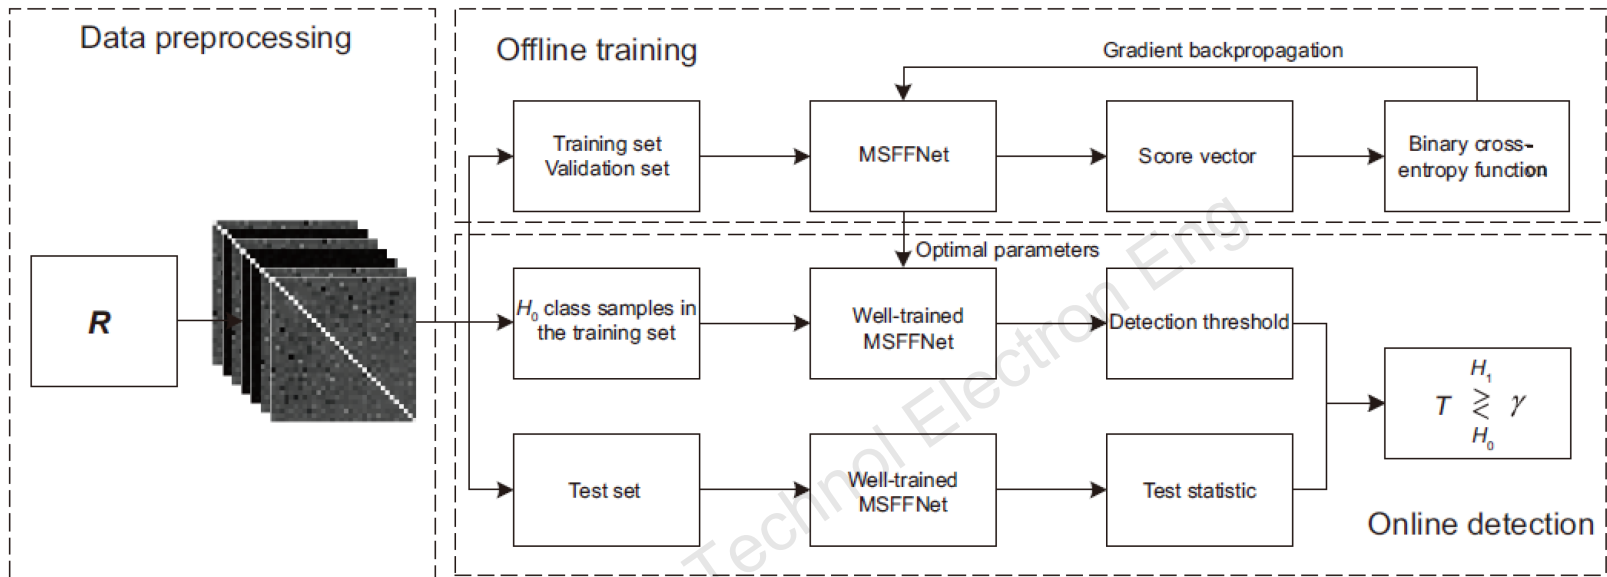 Data preprocessing
R
Offline training
Gradient backpropagation
Training set
Validation set
MSFFNet
Score vector
Binary cross-
entropy function
Optimal parameters
H0 class samples in
the training set
Well-trained
MSFFNet
Detection threshold
H1
T ≷ γ
H0
Test set
Well-trained
MSFFNet
Test statistic
Online detection
Technol Electron Eng